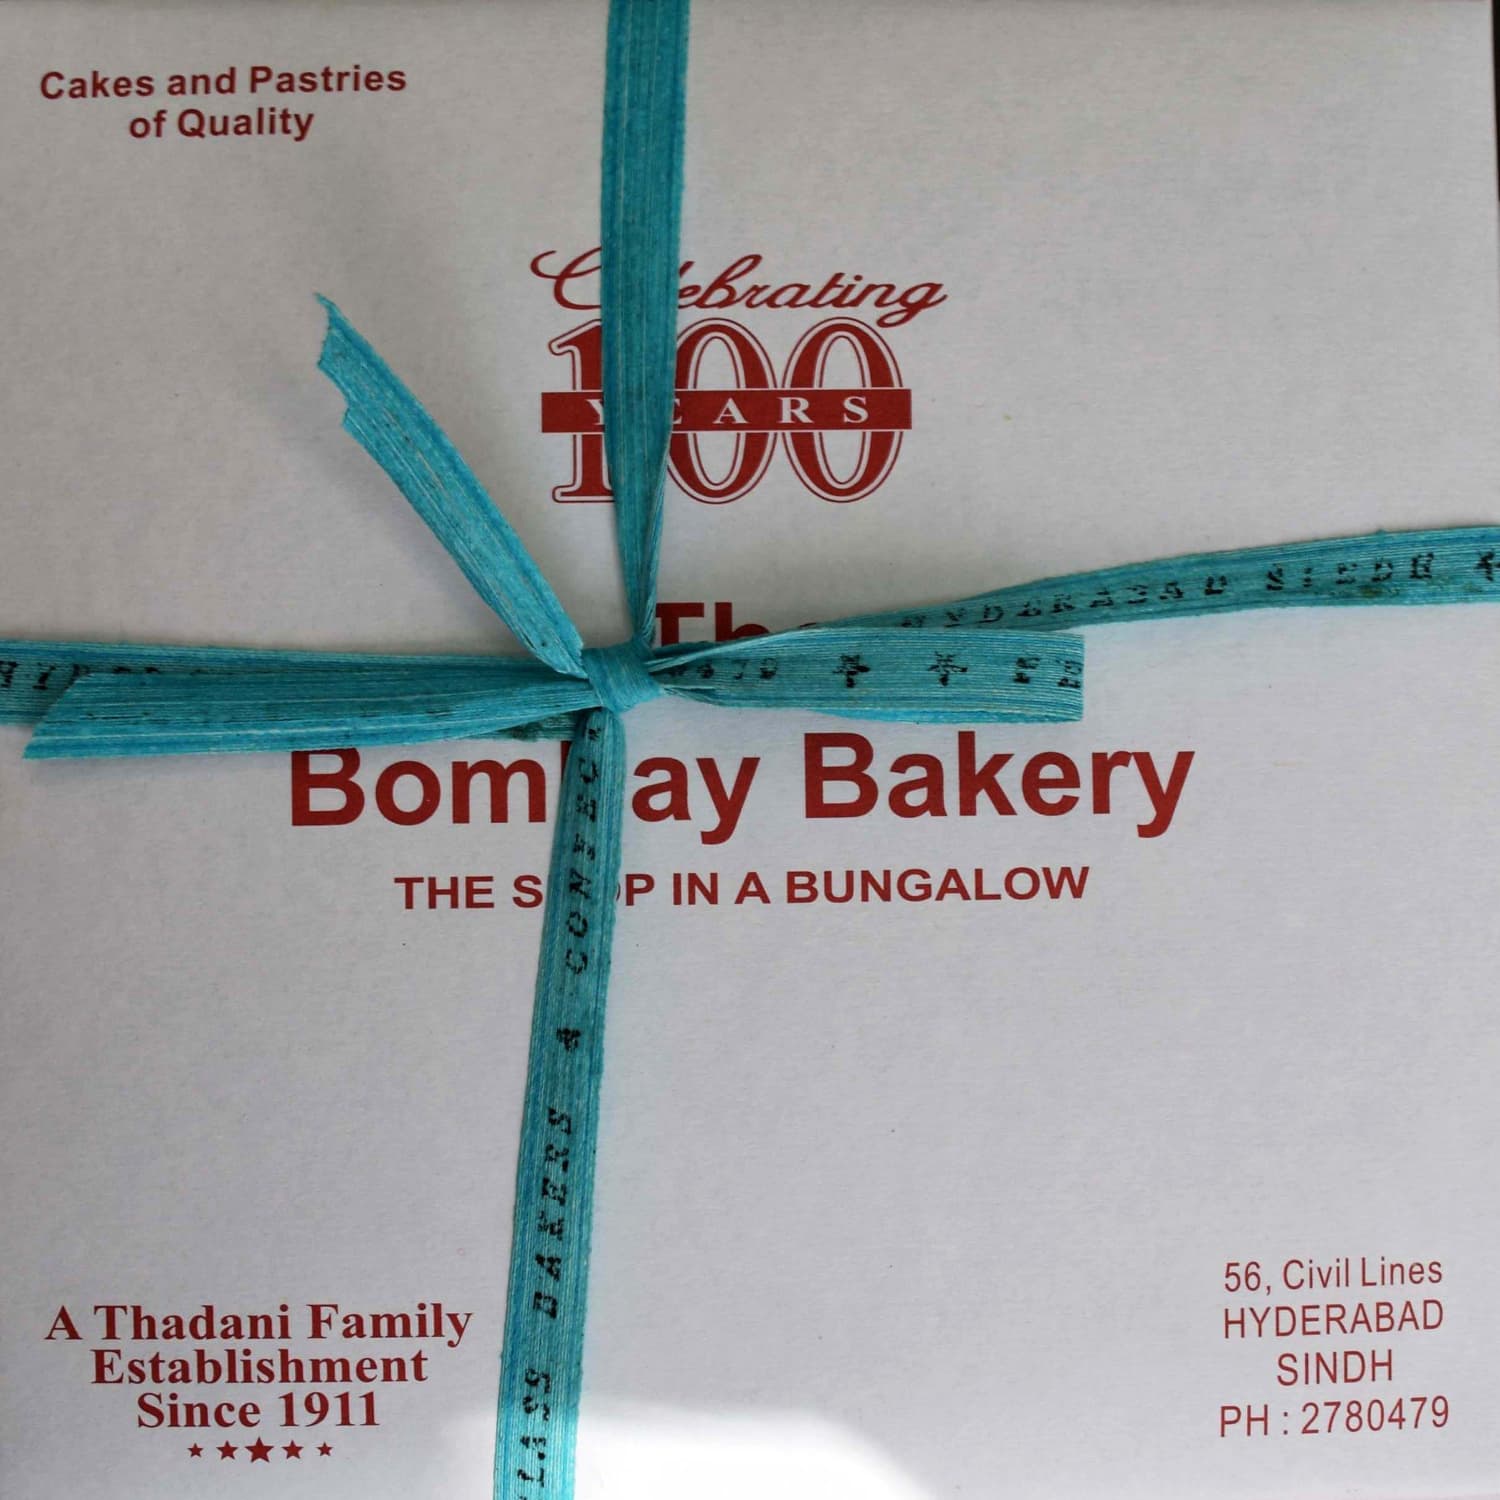 Cakes and Pastries
of Quality
Celebrating
100
YEARS
The
Bombay Bakery
THE SHOP IN A BUNGALOW
BAKERS & CONFEC
A Thadani Family
Establishment
Since 1911
56, Civil Lines
HYDERABAD
SINDH
PH : 2780479